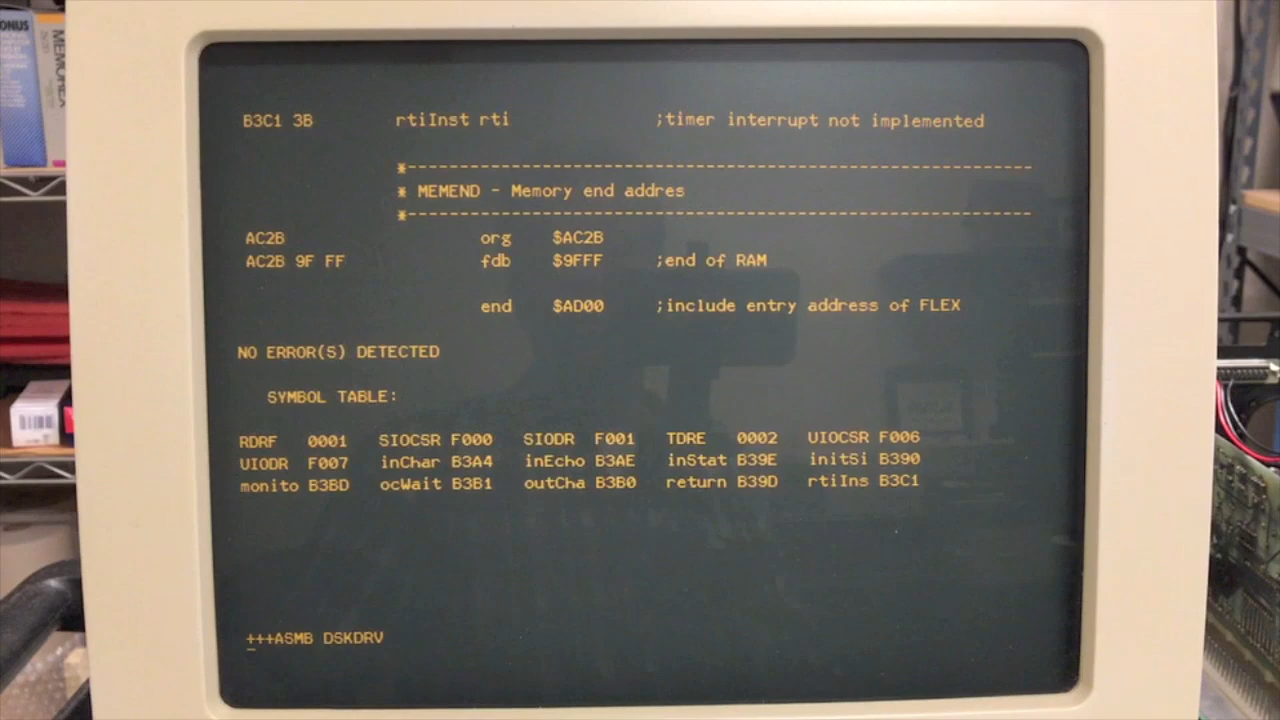 ONUS
MEMOREX
B3C1 3B rtiInst rti ;timer interrupt not implemented
*--------------------------------------------------------------------------------
* MEMEND - Memory end addres
*--------------------------------------------------------------------------------
AC2B org $AC2B
AC2B 9F FF fdb $9FFF ;end of RAM
end $AD00 ;include entry address of FLEX
NO ERROR(S) DETECTED
SYMBOL TABLE:
RDRF 0001 SIOCSR F000 SIODR F001 TDRE 0002 UIOCSR F006
UIODR F007 inChar B3A4 inEcho B3AE inStat B39E initSi B390
monito B3BD ocWait B3B1 outCha B3B0 return B39D rtiIns B3C1
+++ASMB DSKDRV